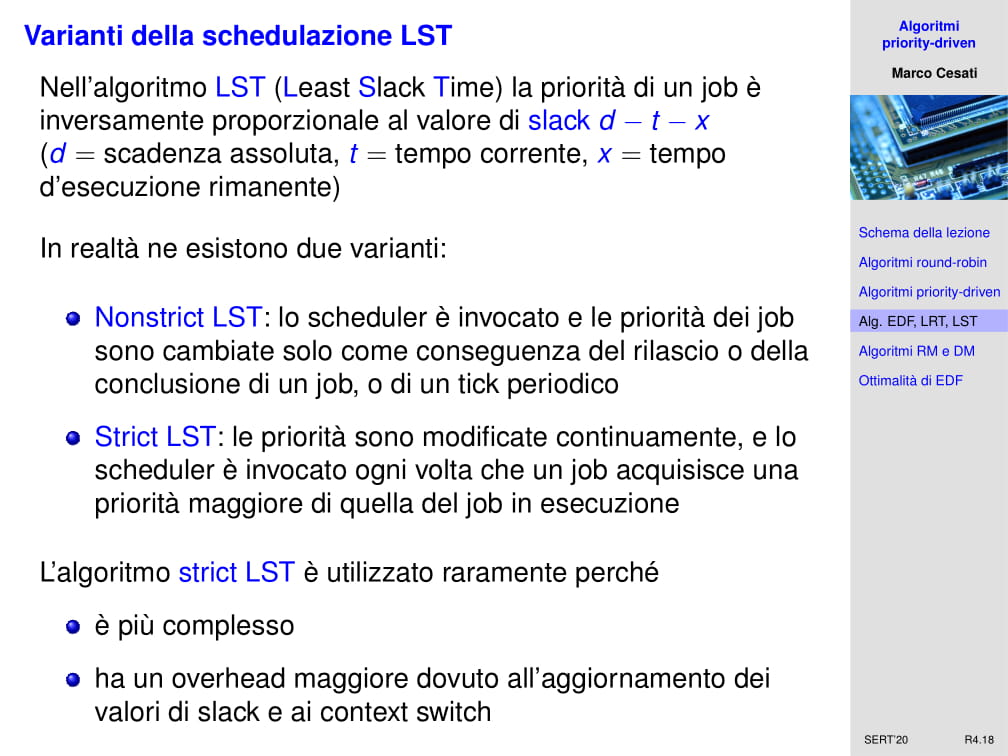 Varianti della schedulazione LST
Nell'algoritmo LST (Least Slack Time) la priorità di un job è
inversamente proporzionale al valore di slack d − t − x
(d = scadenza assoluta, t = tempo corrente, x = tempo
d'esecuzione rimanente)
In realtà ne esistono due varianti:
Nonstrict LST: lo scheduler è invocato e le priorità dei job
sono cambiate solo come conseguenza del rilascio o della
conclusione di un job, o di un tick periodico
Strict LST: le priorità sono modificate continuamente, e lo
scheduler è invocato ogni volta che un job acquisisce una
priorità maggiore di quella del job in esecuzione
L'algoritmo strict LST è utilizzato raramente perché
è più complesso
ha un overhead maggiore dovuto all'aggiornamento dei
valori di slack e ai context switch
Algoritmi
priority-driven
Marco Cesati
Schema della lezione
Algoritmi round-robin
Algoritmi priority-driven
Alg. EDF, LRT, LST
Algoritmi RM e DM
Ottimalità di EDF
SERT'20 R4.18